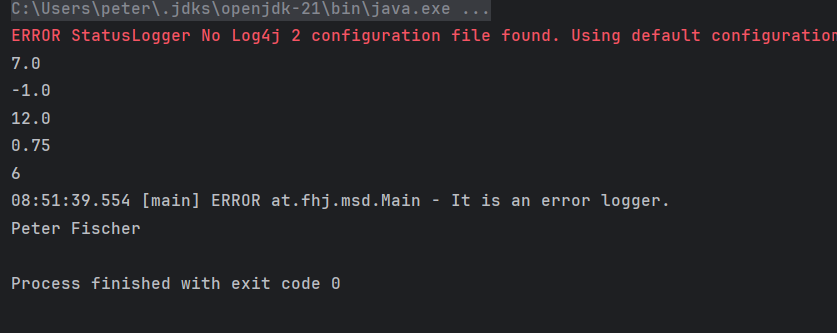 C:\Users\peter\.jdks\openjdk-21\bin\java.exe ...
ERROR StatusLogger No Log4j 2 configuration file found. Using default configuration
7.0
-1.0
12.0
0.75
6
08:51:39.554 [main] ERROR at.fhj.msd.Main - It is an error logger.
Peter Fischer
Process finished with exit code 0